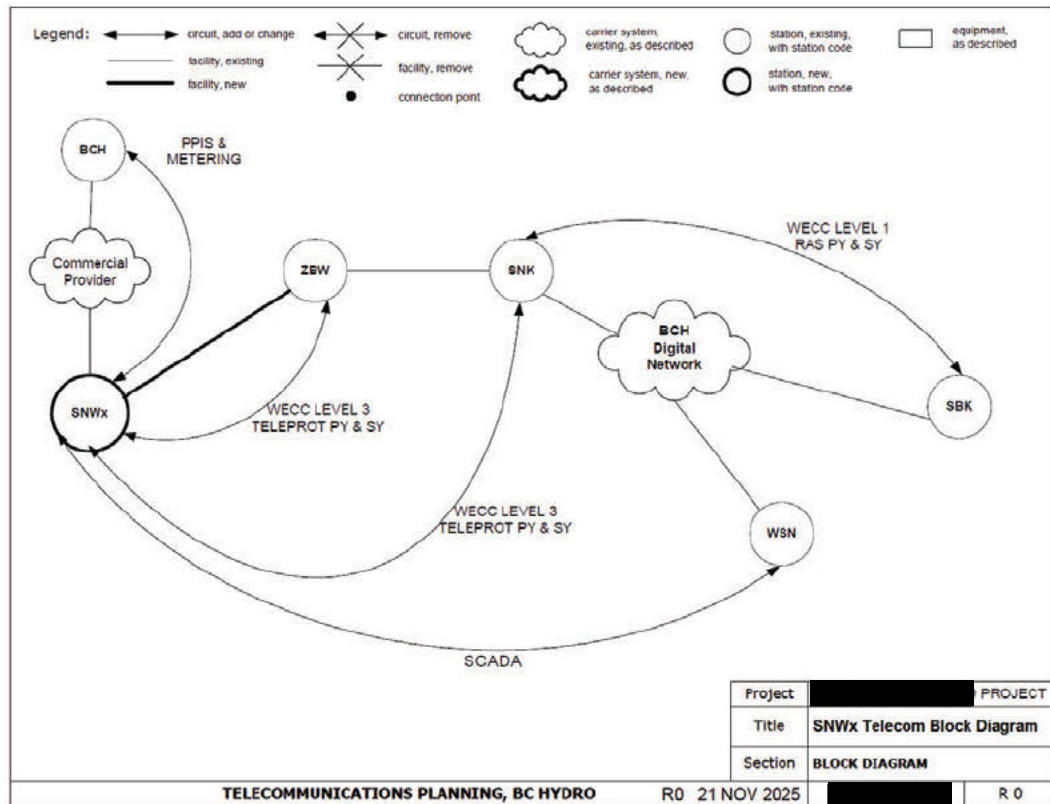 Legend:
circuit, add or change
facility, existing
facility, new
circuit, remove
facility, remove
connection point
carrier system,
existing, as described
carrier system, new,
as described
station, existing,
with station code
station, new,
with station code
equipment,
as described
BCH
PPIS &
METERING
Commercial
Provider
ZBW
SNK
WECC LEVEL 1
RAS PY & SY
BCH
Digital
Network
SNWx
WECC LEVEL 3
TELEPROT PY & SY
SBK
WECC LEVEL 3
TELEPROT PY & SY
WSN
SCADA
Project PROJECT
Title SNWx Telecom Block Diagram
Section BLOCK DIAGRAM
TELECOMMUNICATIONS PLANNING, BC HYDRO R0 21 NOV 2025 R 0